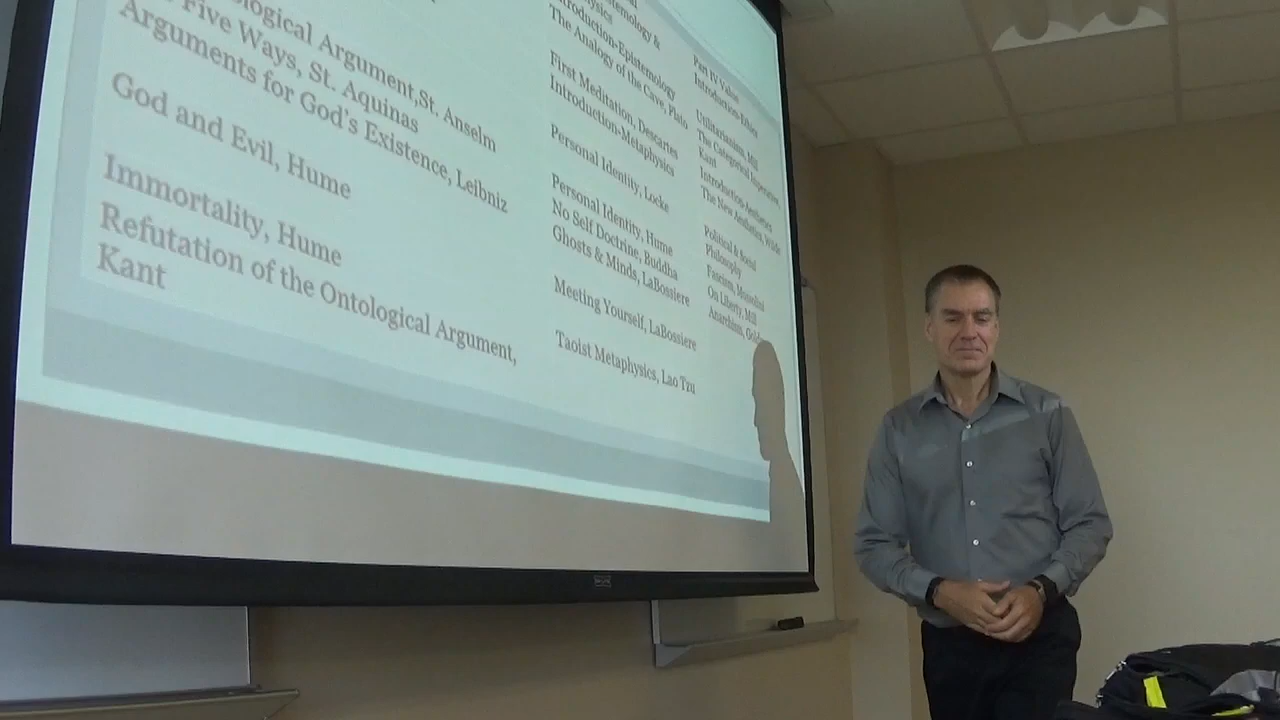 ological Argument,St. Anselm
Five Ways, St. Aquinas
Arguments for God's Existence, Leibniz
God and Evil, Hume
Immortality, Hume
Refutation of the Ontological Argument,
Kant
&
Introduction-Epistemology
The Analogy of the Cave, Plato
First Meditation, Descartes
Introduction-Metaphysics
Personal Identity, Locke
Personal Identity, Hume
No Self Doctrine, Buddha
Ghosts & Minds, LaBossiere
Meeting Yourself, LaBossiere
Taoist Metaphysics, Lao Tzu
Part IV Value
Introduction-Ethics
Utilitarianism, Mill
The Categorical Imperative,
Kant
Introduction-Aesthetics
The New Aesthetics, Wilde
Political & Social
Philosophy
Fascism, Mussolini
On Liberty, Mill
Anarchism,